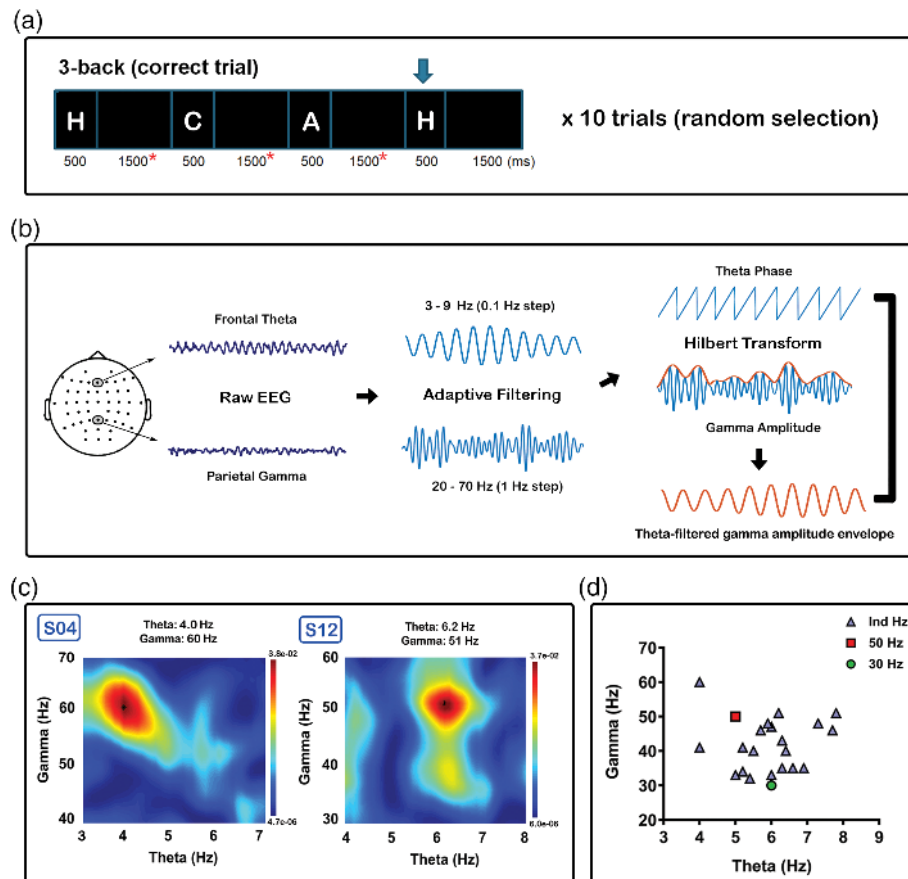 (a)
3-back (correct trial)
H C A H
x 10 trials (random selection)
500 1500* 500 1500* 500 1500* 500 1500 (ms)
(b)
Frontal Theta
Raw EEG
Parietal Gamma
3 - 9 Hz (0.1 Hz step)
Adaptive Filtering
20 - 70 Hz (1 Hz step)
Theta Phase
Hilbert Transform
Gamma Amplitude
Theta-filtered gamma amplitude envelope
(c)
S04
Theta: 4.0 Hz
Gamma: 60 Hz
3.8e-02
4.7e-06
70
60
50
40
Gamma (Hz)
3 4 5 6 7
Theta (Hz)
S12
Theta: 6.2 Hz
Gamma: 51 Hz
3.7e-02
6.0e-06
60
50
40
29
Gamma (Hz)
4 5 6 7 8
Theta (Hz)
(d)
Ind Hz
50 Hz
30 Hz
70
60
50
40
30
20
Gamma (Hz)
3 4 5 6 7 8 9
Theta (Hz)